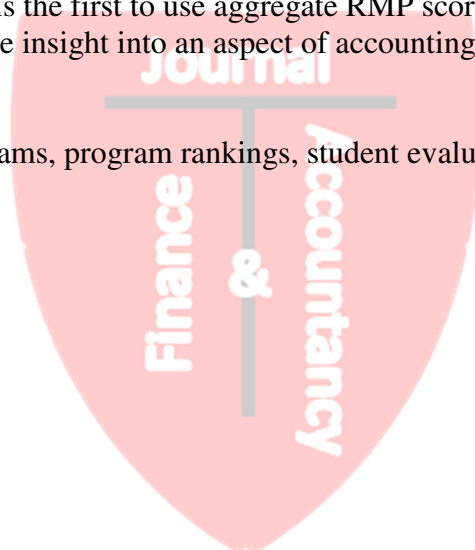 is the first to use aggregate RMP scor
e insight into an aspect of accounting
Journal
ams, program rankings, student evalu
Finance
&
Accountancy